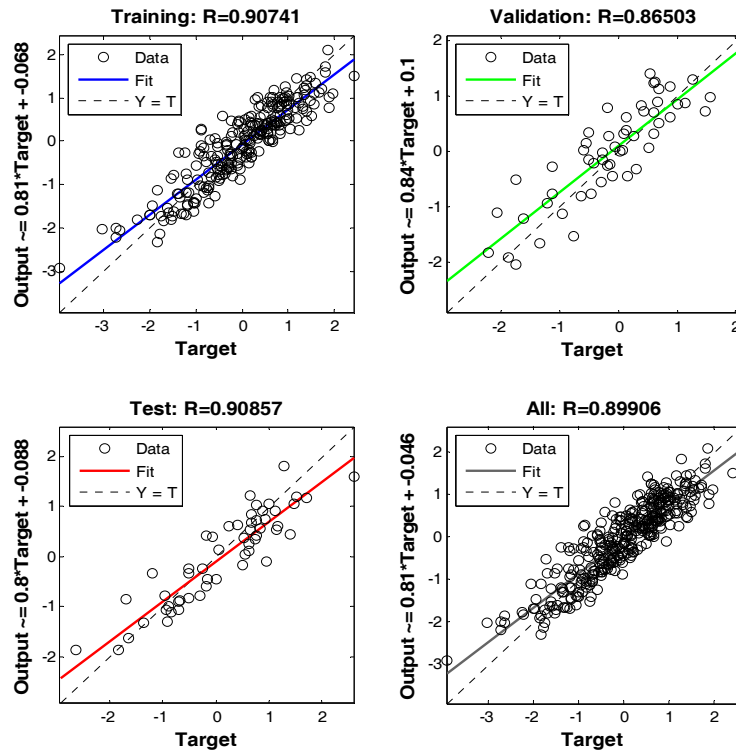 Training: R=0.90741
Output ~= 0.81*Target + -0.068
2
1
0
-1
-2
-3
Data
Fit
Y = T
-3 -2 -1 0 1 2
Target
Validation: R=0.86503
Output ~= 0.84*Target + 0.1
2
1
0
-1
-2
Data
Fit
Y = T
-2 -1 0 1 2
Target
Test: R=0.90857
Output ~= 0.8*Target + -0.088
2
1
0
-1
-2
Data
Fit
Y = T
-2 -1 0 1 2
Target
All: R=0.89906
Output ~= 0.81*Target + -0.046
2
1
0
-1
-2
-3
Data
Fit
Y = T
-3 -2 -1 0 1 2
Target